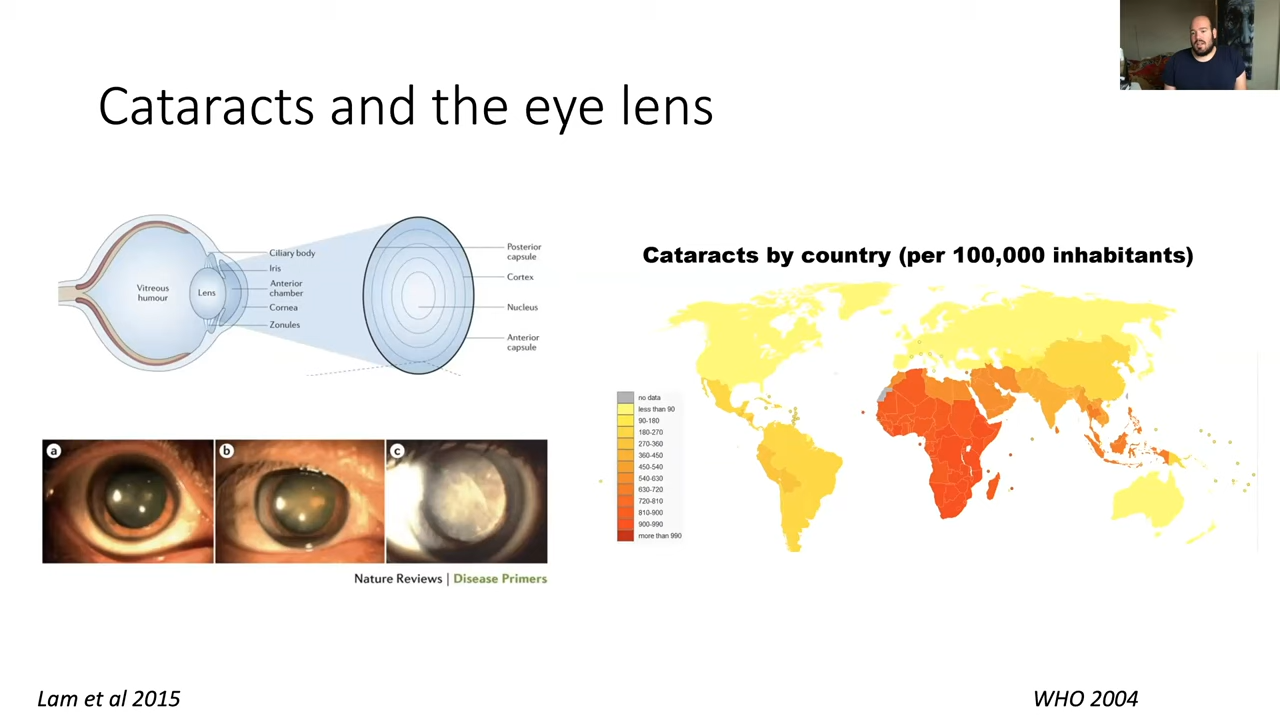 Cataracts and the eye lens
Vitreous
humour
Lens
Ciliary body
Iris
Anterior
chamber
Cornea
Zonules
Posterior
capsule
Cortex
Nucleus
Anterior
capsule
a
b
c
Nature Reviews | Disease Primers
Cataracts by country (per 100,000 inhabitants)
no data
less than 90
90-180
180-270
270-360
360-450
450-540
540-630
630-720
720-810
810-900
900-990
more than 990
Lam et al 2015
WHO 2004